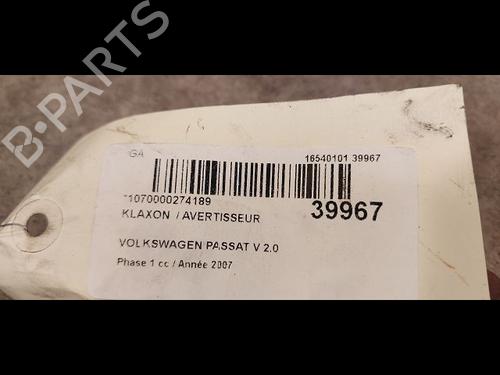 B-PARTS
GA
16540101 39967
*1070000274189
KLAXON / AVERTISSEUR
39967
VOLKSWAGEN PASSAT V 2.0
Phase 1 cc / Année 2007